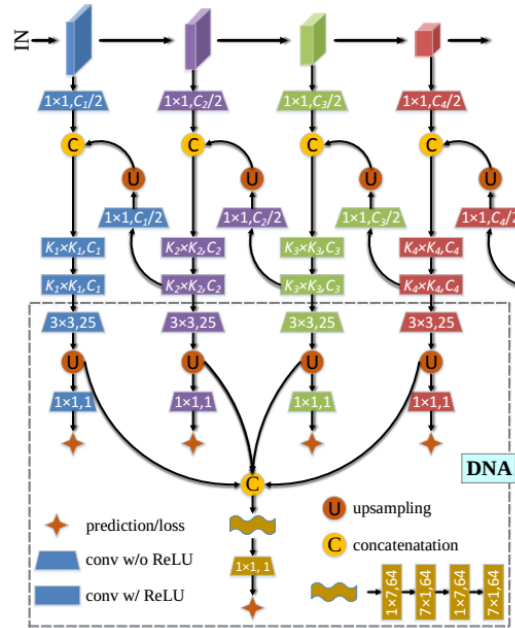 IN
1×1,C1/2 1×1,C2/2 1×1,C3/2 1×1,C4/2
C C C C
U U U U
1×1,C1/2 1×1,C2/2 1×1,C3/2 1×1,C4/2
K1×K1,C1 K2×K2,C2 K3×K3,C3 K4×K4,C4
K1×K1,C1 K2×K2,C2 K3×K3,C3 K4×K4,C4
3×3,25 3×3,25 3×3,25 3×3,25
U U U U
1×1,1 1×1,1 1×1,1 1×1,1
DNA
C
prediction/loss
U upsampling
conv w/o ReLU
1×1, 1
C concatenatation
conv w/ ReLU
1×7,64 7×1,64 1×7,64 7×1,64